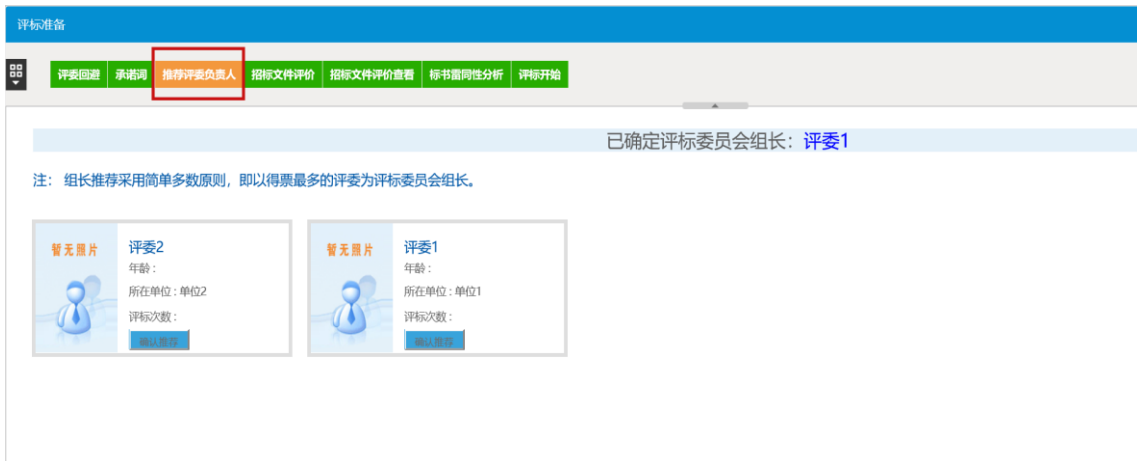 评标准备
评委回避 承诺词 推荐评委负责人 招标文件评价 招标文件评价查看 标书雷同性分析 评标开始
已确定评标委员会组长：评委1
注： 组长推荐采用简单多数原则，即以得票最多的评委为评标委员会组长。
暂无照片
评委2
年龄：
所在单位：单位2
评标次数：
确认推荐
暂无照片
评委1
年龄：
所在单位：单位1
评标次数：
确认推荐